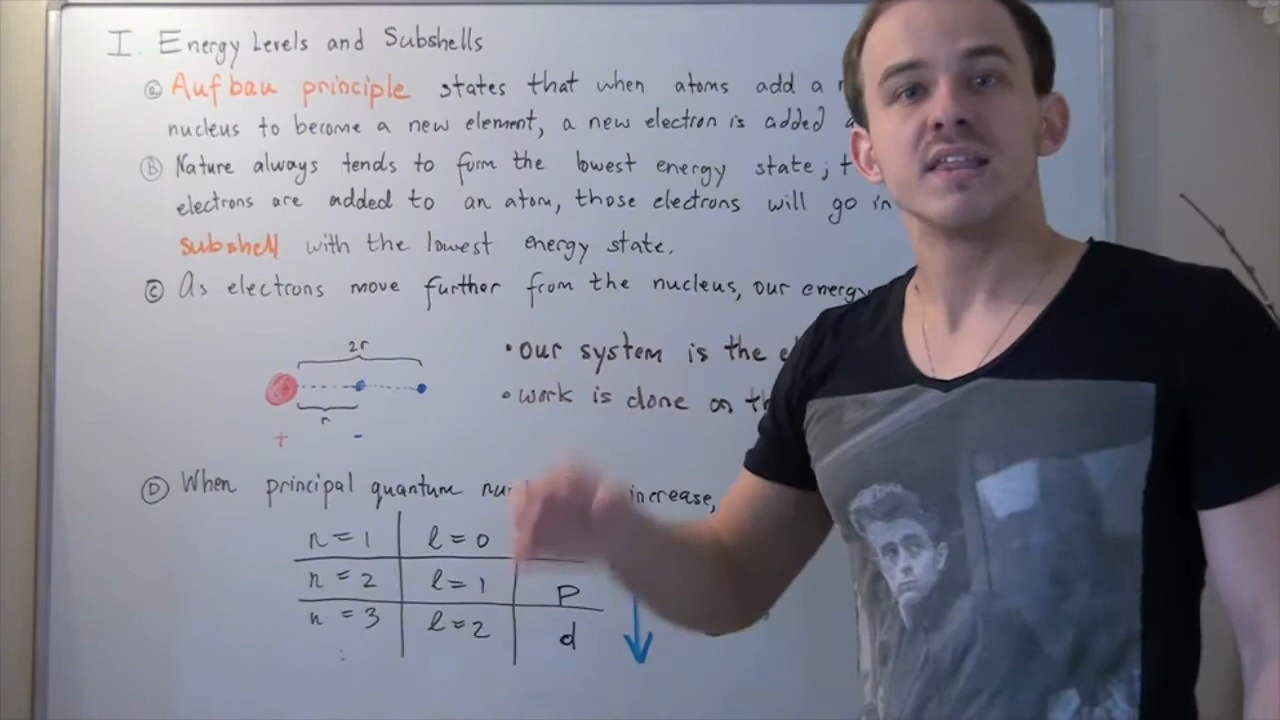 I. Energy Levels and Subshells
ⓐ Aufbau principle states that when atoms add a
nucleus to become a new element, a new electron is added
Ⓑ Nature always tends to form the lowest energy state;
electrons are added to an atom, those electrons will go in
subshell with the lowest energy state.
Ⓒ As electrons move further from the nucleus, our energy
2r
• our system is the
• work is done on
r
+ -
Ⓓ When principal quantum increase,
n = 1 l = 0
n = 2 l = 1 p
n = 3 l = 2 d